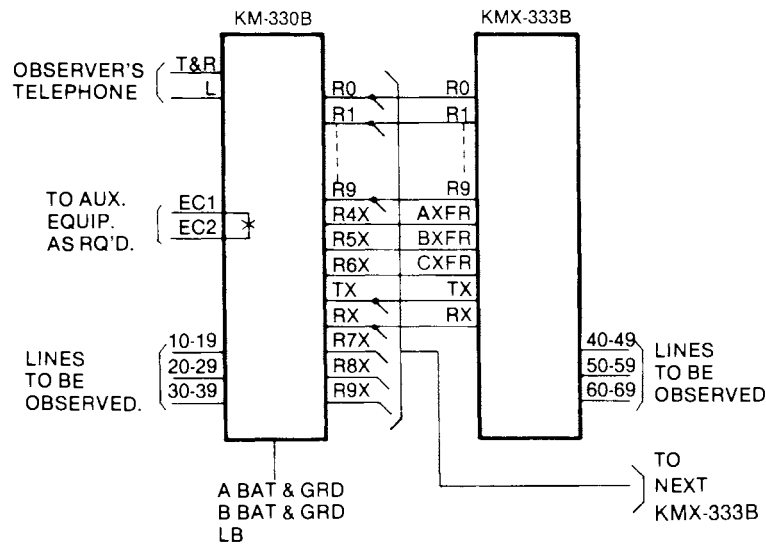 KM-330B
KMX-333B
OBSERVER'S
TELEPHONE
T&R
L
R0
R0
R1
R1
R9
R9
TO AUX.
EQUIP.
AS RQ'D.
EC1
EC2
R4X
AXFR
R5X
BXFR
R6X
CXFR
TX
TX
RX
RX
R7X
R8X
R9X
LINES
TO BE
OBSERVED.
10-19
20-29
30-39
40-49
50-59
60-69
LINES
TO BE
OBSERVED
A BAT & GRD
B BAT & GRD
LB
TO
NEXT
KMX-333B